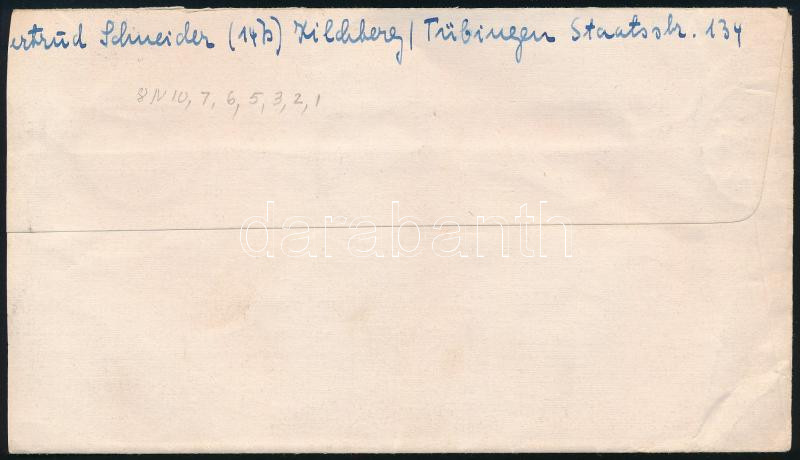 ertrud Schneider (14b) Kilchberg/Tübingen Staatsstr. 134
8N10, 7, 6, 5, 3, 2, 1
darabanth